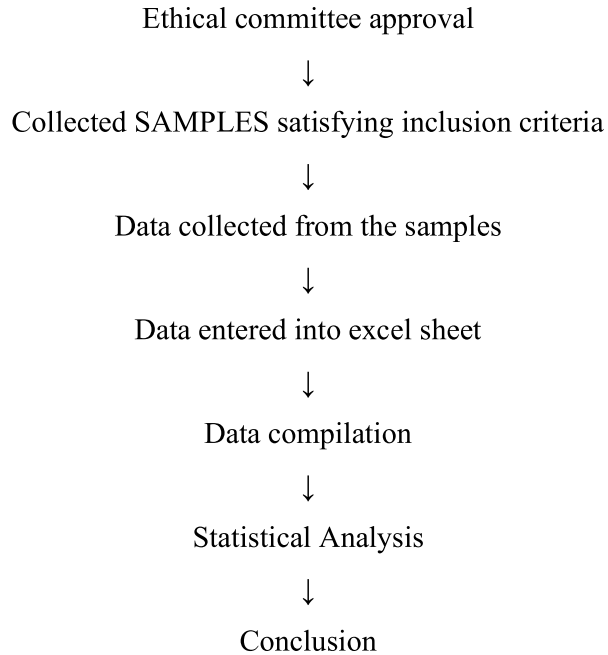 Ethical committee approval
↓
Collected SAMPLES satisfying inclusion criteria
↓
Data collected from the samples
↓
Data entered into excel sheet
↓
Data compilation
↓
Statistical Analysis
↓
Conclusion